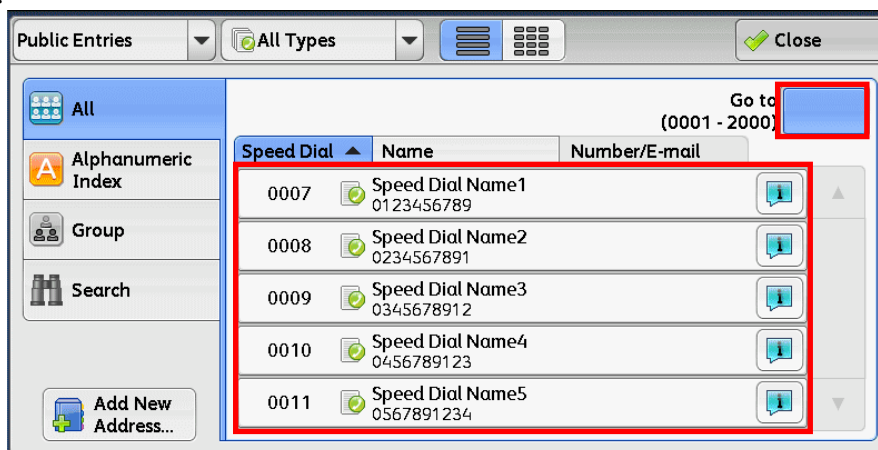 Public Entries
All Types
Close
All
Alphanumeric
Index
Group
Search
Add New
Address...
Go to
(0001 - 2000)
Speed Dial Name Number/E-mail
0007 Speed Dial Name1
0123456789
0008 Speed Dial Name2
0234567891
0009 Speed Dial Name3
0345678912
0010 Speed Dial Name4
0456789123
0011 Speed Dial Name5
0567891234